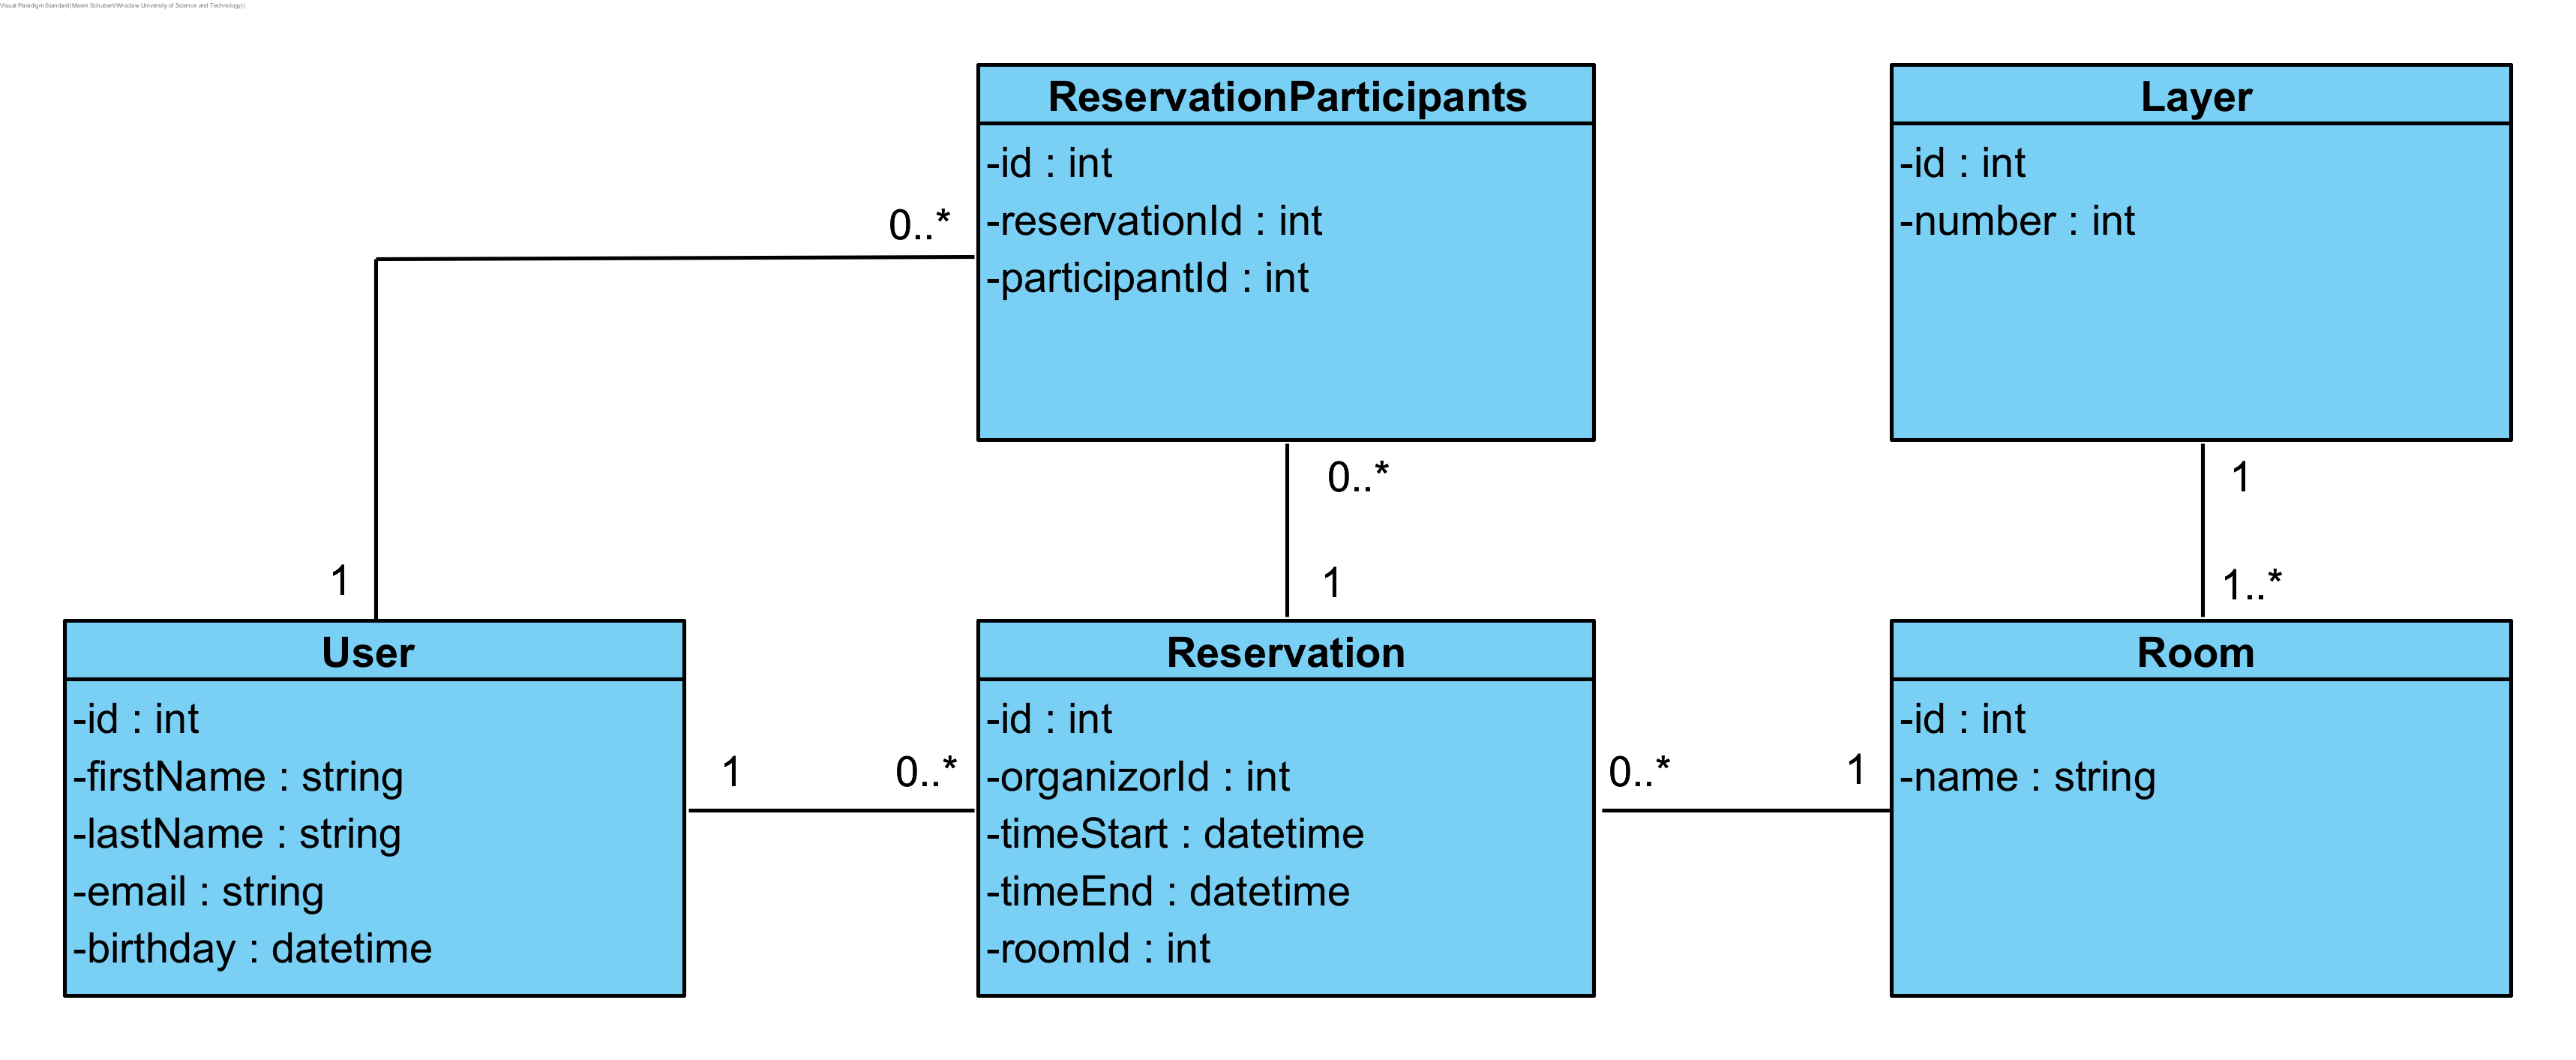 Visual Paradigm Standard(Marek Schubert(Wrocław University of Science and Technology))
ReservationParticipants
-id : int
-reservationId : int
-participantId : int
Layer
-id : int
-number : int
0..*
0..*
1
1
1
1..*
User
-id : int
-firstName : string
-lastName : string
-email : string
-birthday : datetime
1
0..*
Reservation
-id : int
-organizorId : int
-timeStart : datetime
-timeEnd : datetime
-roomId : int
0..*
1
Room
-id : int
-name : string